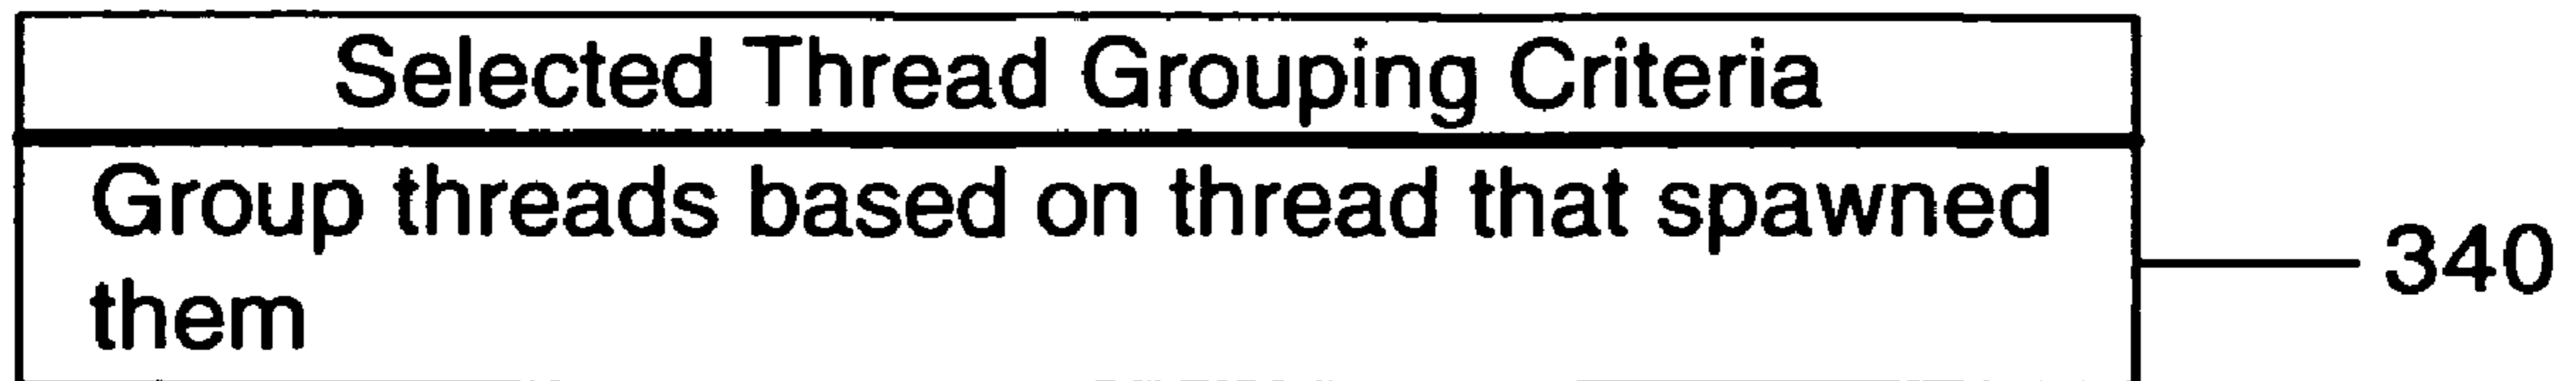 Selected Thread Grouping Criteria
Group threads based on thread that spawned
them
340